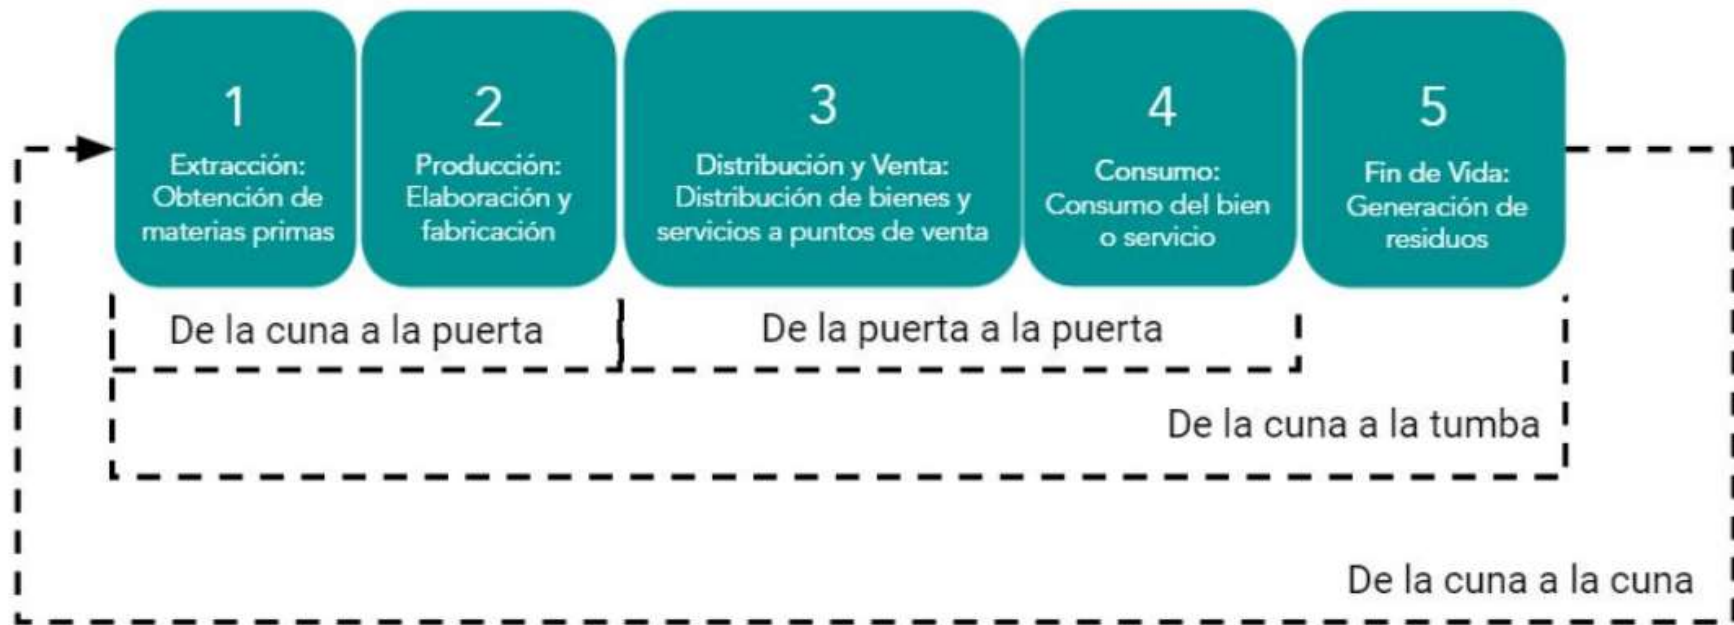 1
Extracción:
Obtención de
materias primas
2
Producción:
Elaboración y
fabricación
3
Distribución y Venta:
Distribución de bienes y
servicios a puntos de venta
4
Consumo:
Consumo del bien
o servicio
5
Fin de Vida:
Generación de
residuos
De la cuna a la puerta
De la puerta a la puerta
De la cuna a la tumba
De la cuna a la cuna